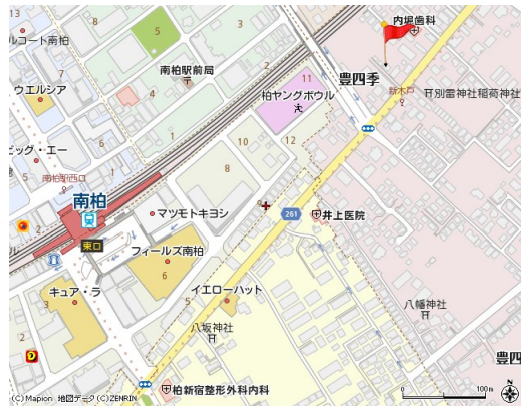 内堀歯科
ルコート南柏
13
5
11
南柏駅前局
豊四季
新木戸
ウエルシア
柏ヤングボウル
別雷神社稲荷神社
10
12
ビッグ・エー
8
南柏駅西口
南柏
マツモトキヨシ
261
井上医院
東口
フィールズ南柏
6
キュア・ラ
イエローハット
5
八幡神社
3
八坂神社
2
豊四
柏新宿整形外科内科
100m
(C)Mapion 地図データ(C)ZENRIN